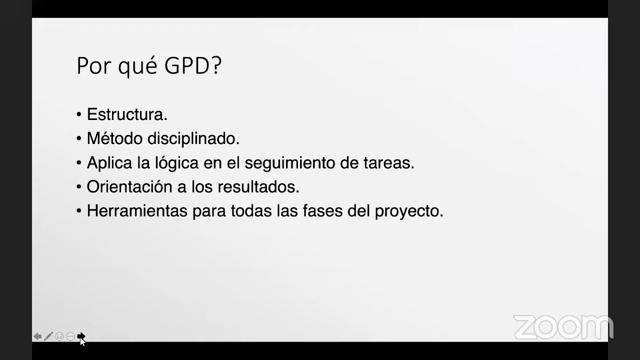 Por qué GPD?
• Estructura.
• Método disciplinado.
• Aplica la lógica en el seguimiento de tareas.
• Orientación a los resultados.
• Herramientas para todas las fases del proyecto.
zoom